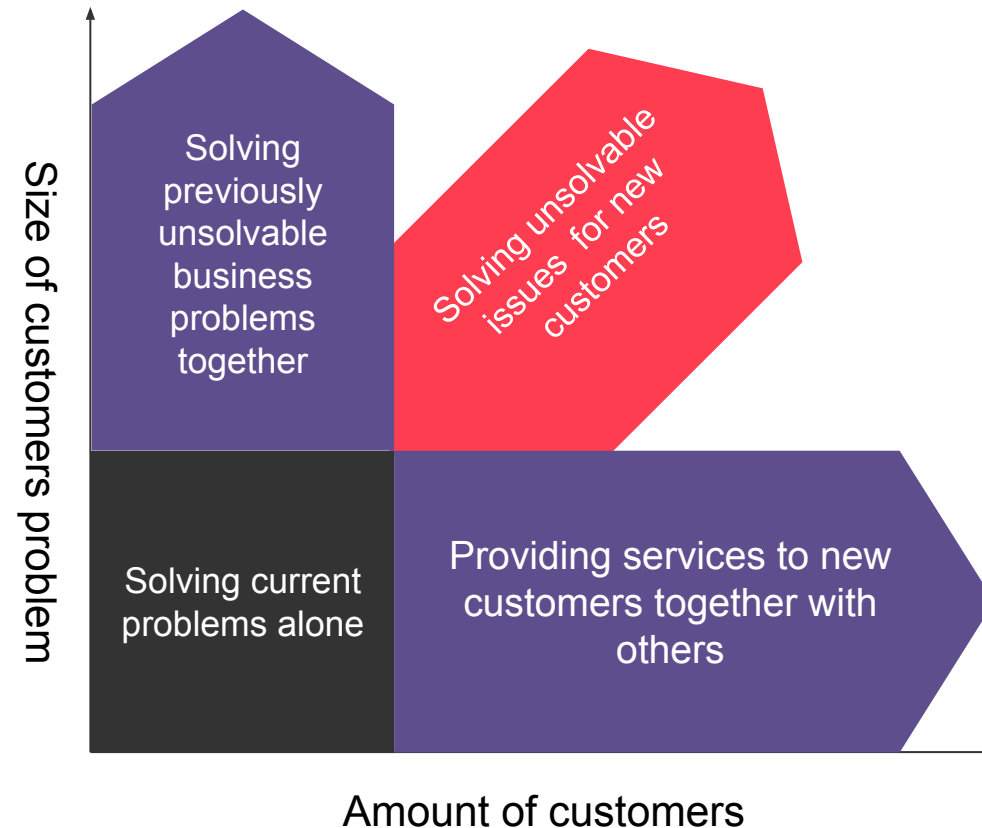 Size of customers problem
Solving
previously
unsolvable
business
problems
together
Solving unsolvable
issues for new
customers
Solving current
problems alone
Providing services to new
customers together with
others
Amount of customers